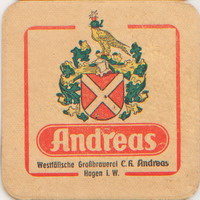 Andreas
Westfälische Großbrauerei C. A. Andreas
Hagen i. W.